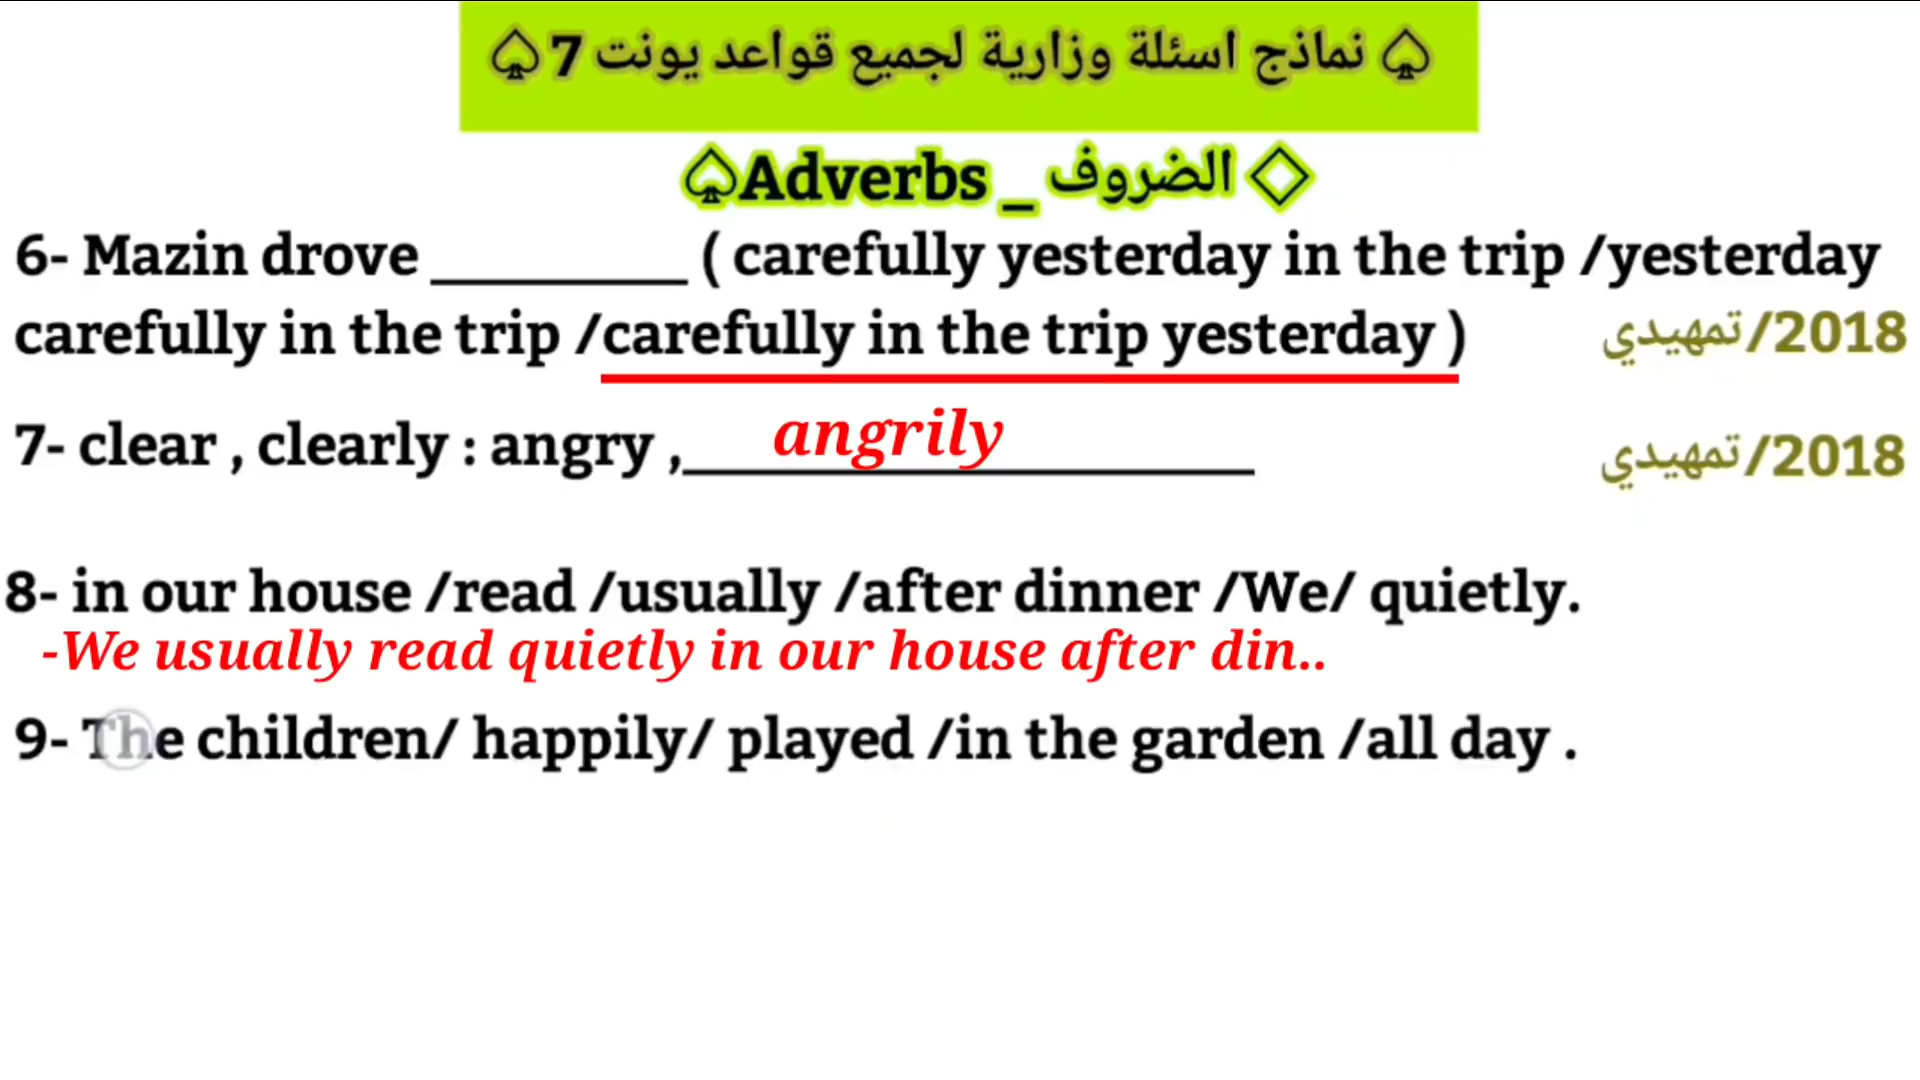 ♤ نماذج اسئلة وزارية لجميع قواعد يونت 7 ♤
◇ الضروف _ Adverbs♤
6- Mazin drove _________ ( carefully yesterday in the trip /yesterday
carefully in the trip /carefully in the trip yesterday ) تمهيدي/2018
7- clear , clearly : angry ,____________________ تمهيدي/2018
angrily
8- in our house /read /usually /after dinner /We/ quietly.
-We usually read quietly in our house after din..
9- The children/ happily/ played /in the garden /all day .